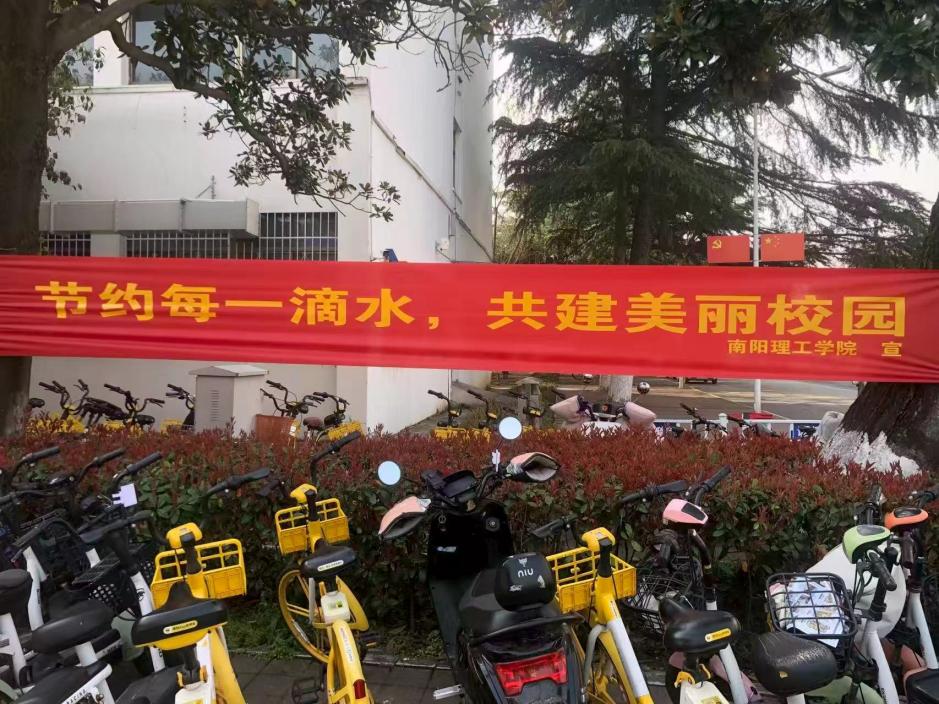 节约每一滴水，共建美丽校园
南阳理工学院 宣
niu